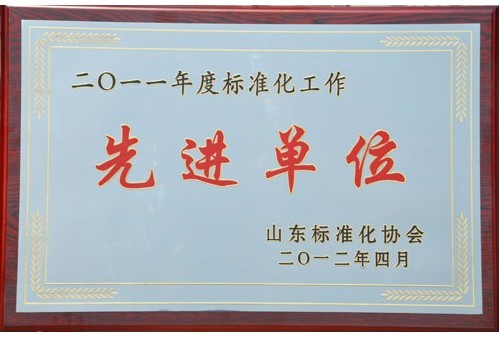 二〇一一年度标准化工作
先进单位
山东标准化协会
二〇一二年四月